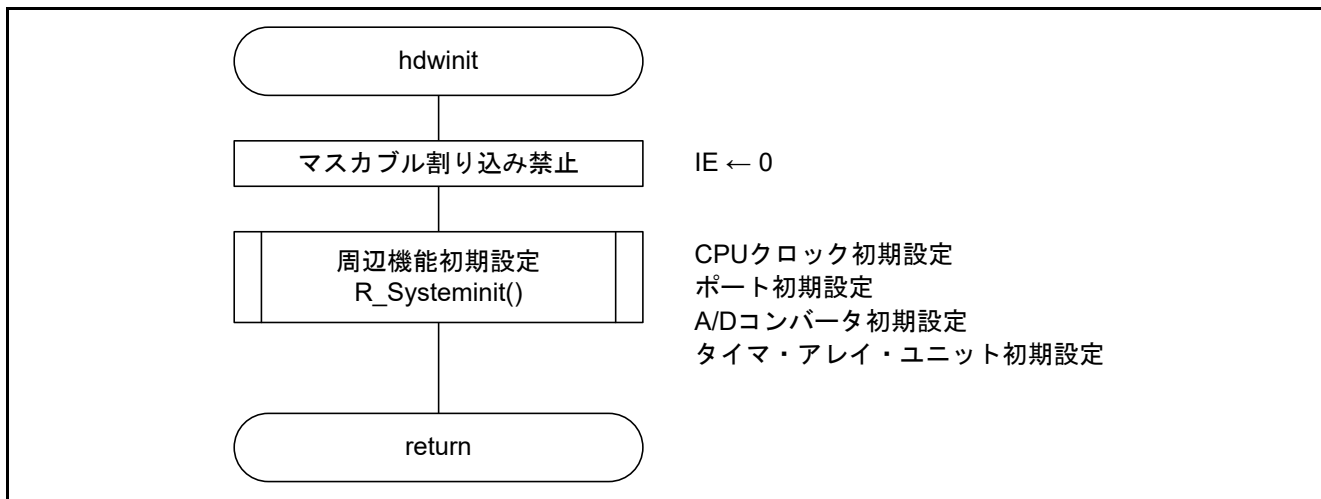 hdwinit
マスカブル割り込み禁止
IE ← 0
周辺機能初期設定
R_Systeminit()
CPUクロック初期設定
ポート初期設定
A/Dコンバータ初期設定
タイマ・アレイ・ユニット初期設定
return